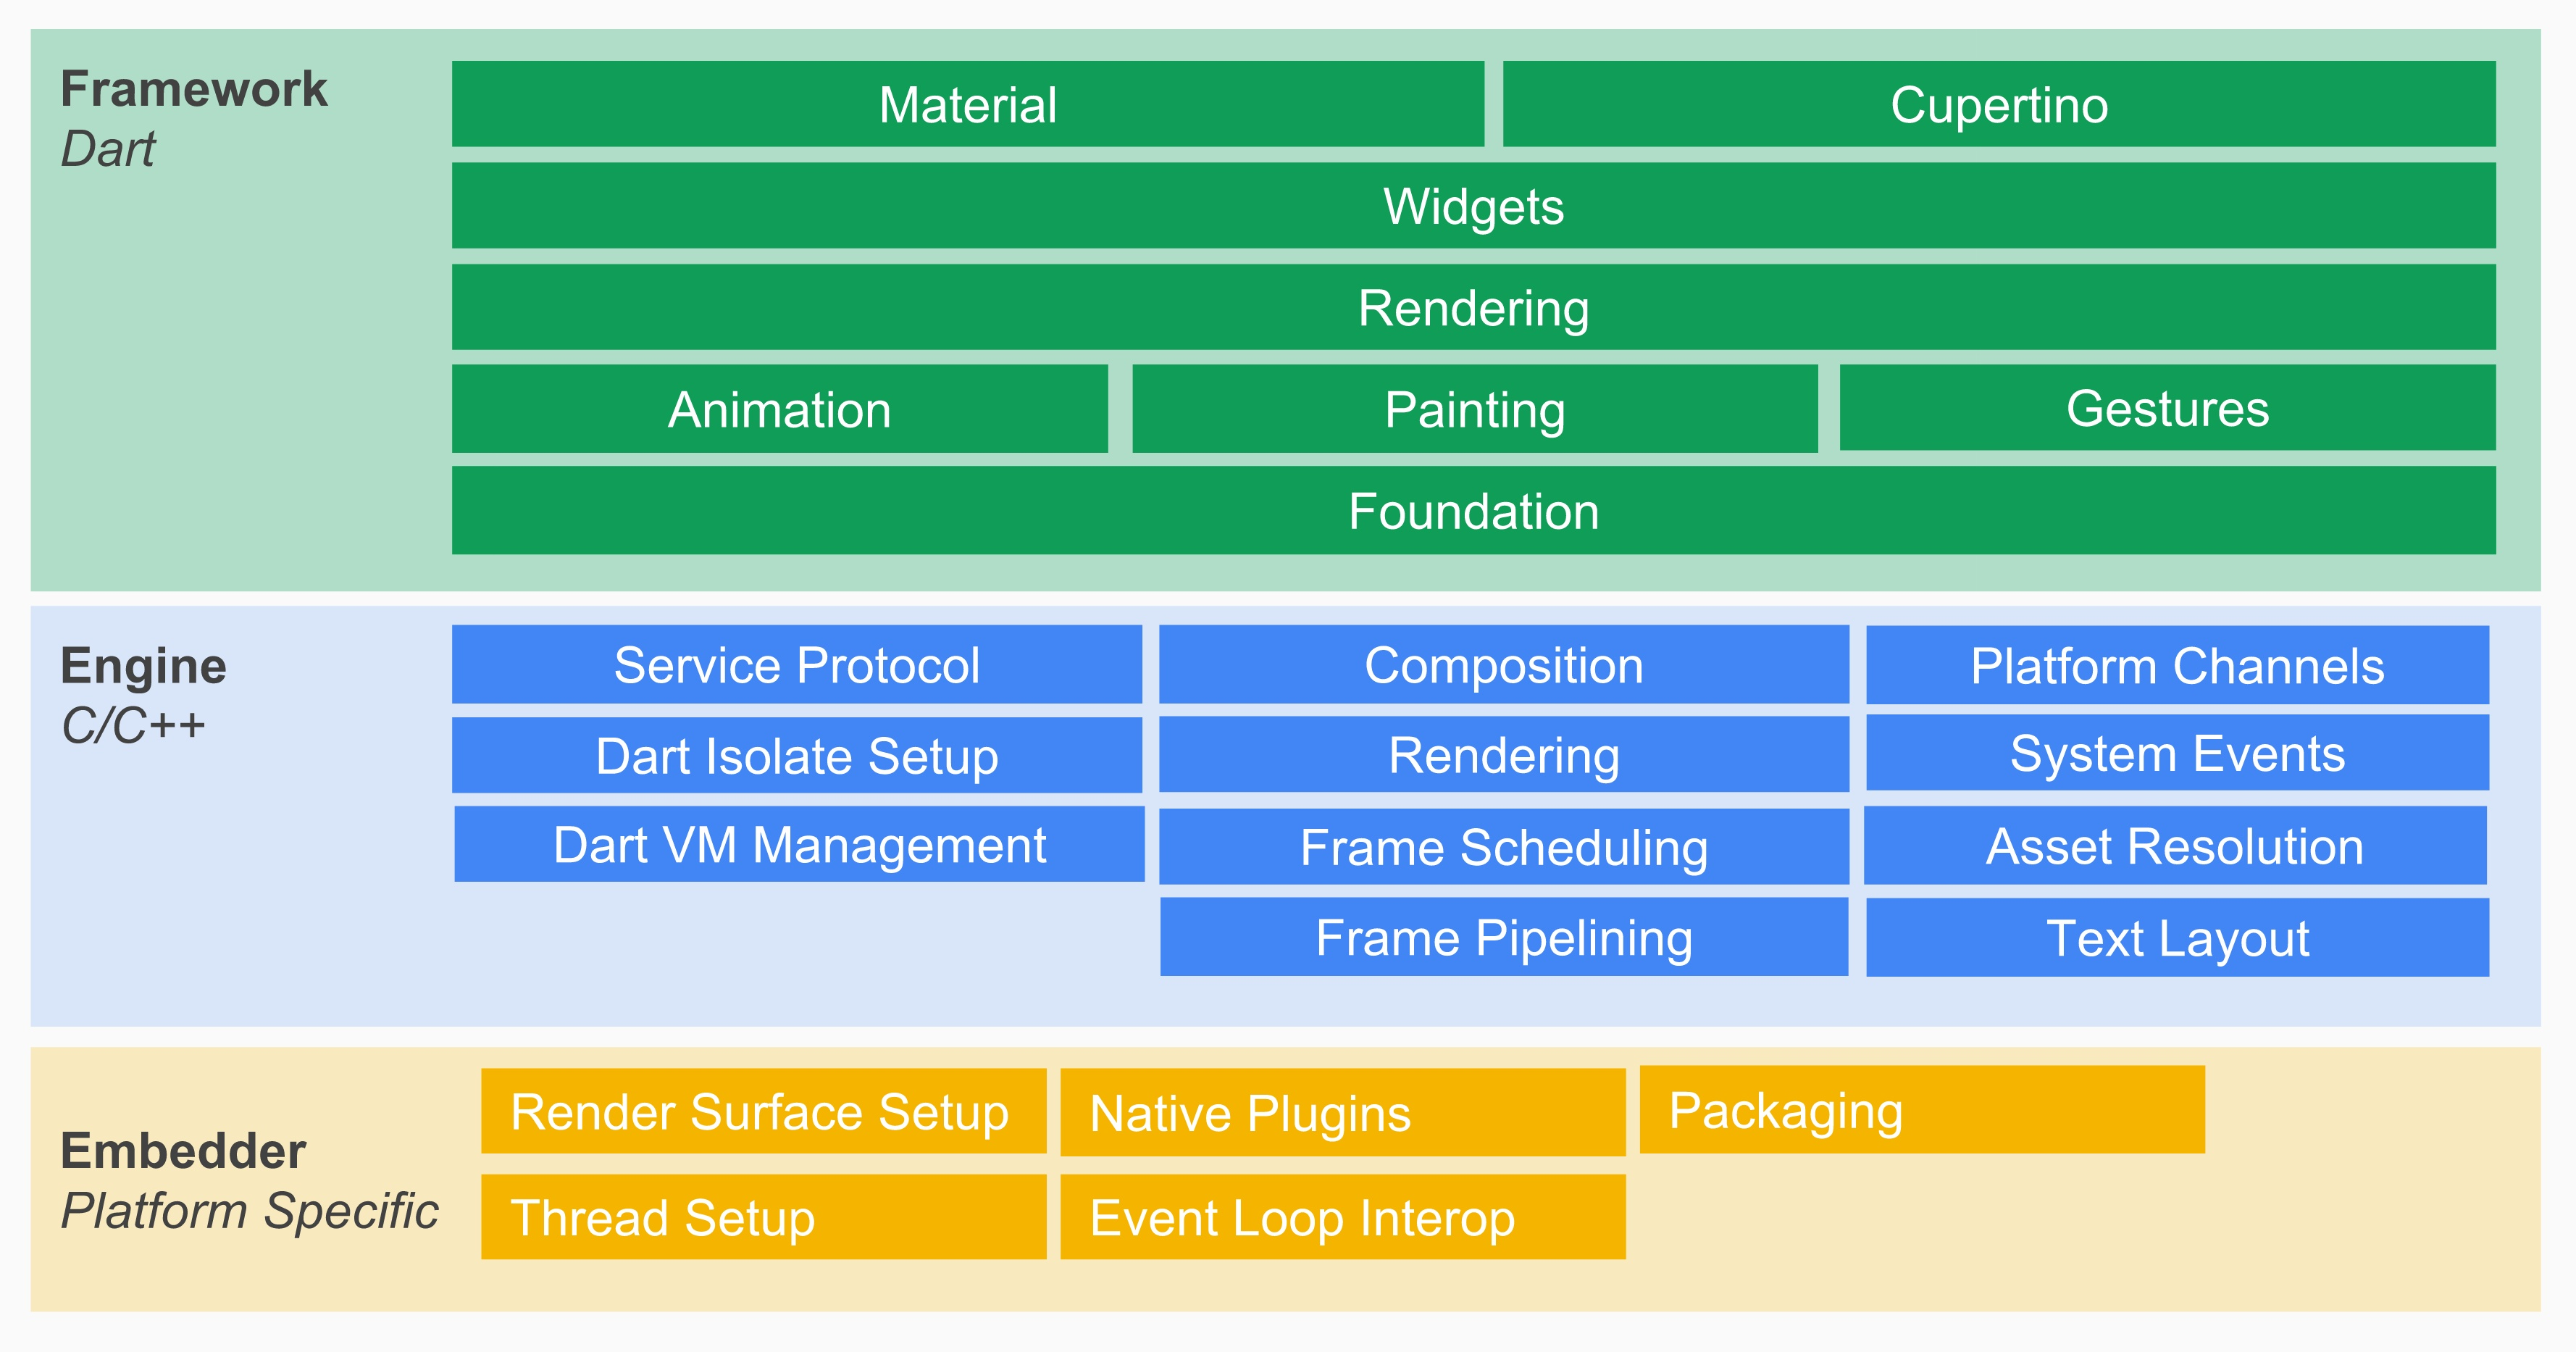 Framework
Dart
Material
Cupertino
Widgets
Rendering
Animation
Painting
Gestures
Foundation
Engine
C/C++
Service Protocol
Composition
Platform Channels
Dart Isolate Setup
Rendering
System Events
Dart VM Management
Frame Scheduling
Asset Resolution
Frame Pipelining
Text Layout
Embedder
Platform Specific
Render Surface Setup
Native Plugins
Packaging
Thread Setup
Event Loop Interop